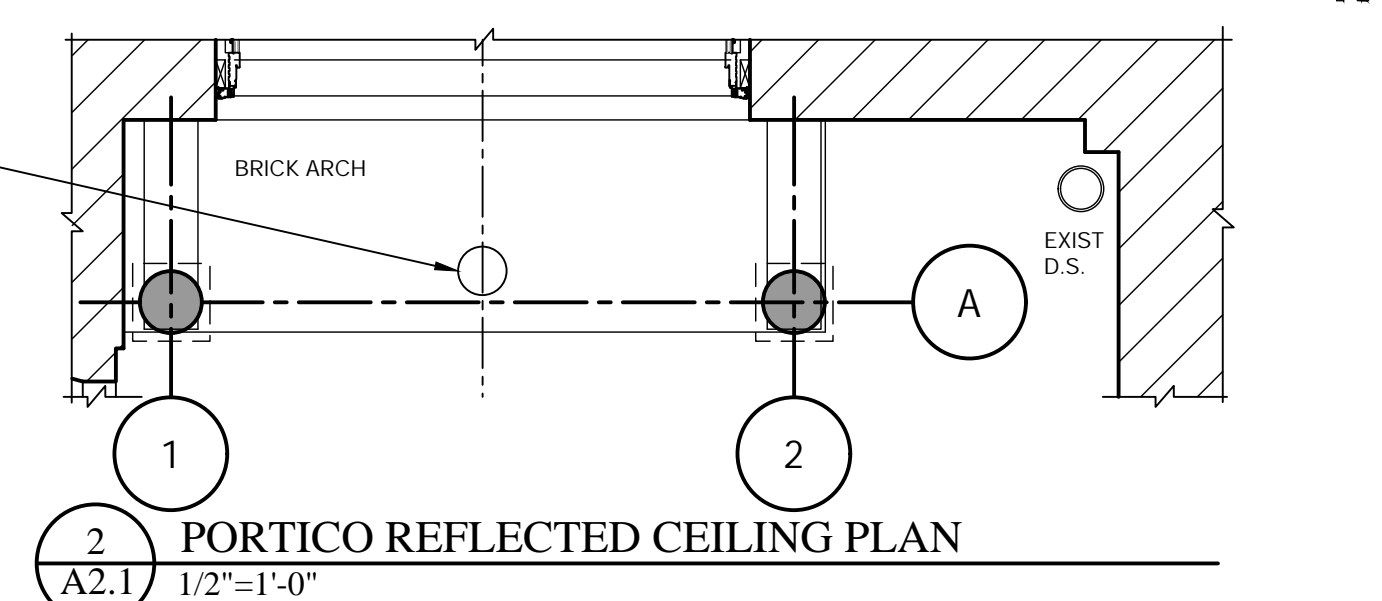 BRICK ARCH
EXIST
D.S.
A
1
2
2
PORTICO REFLECTED CEILING PLAN
A2.1
1/2"=1'-0"